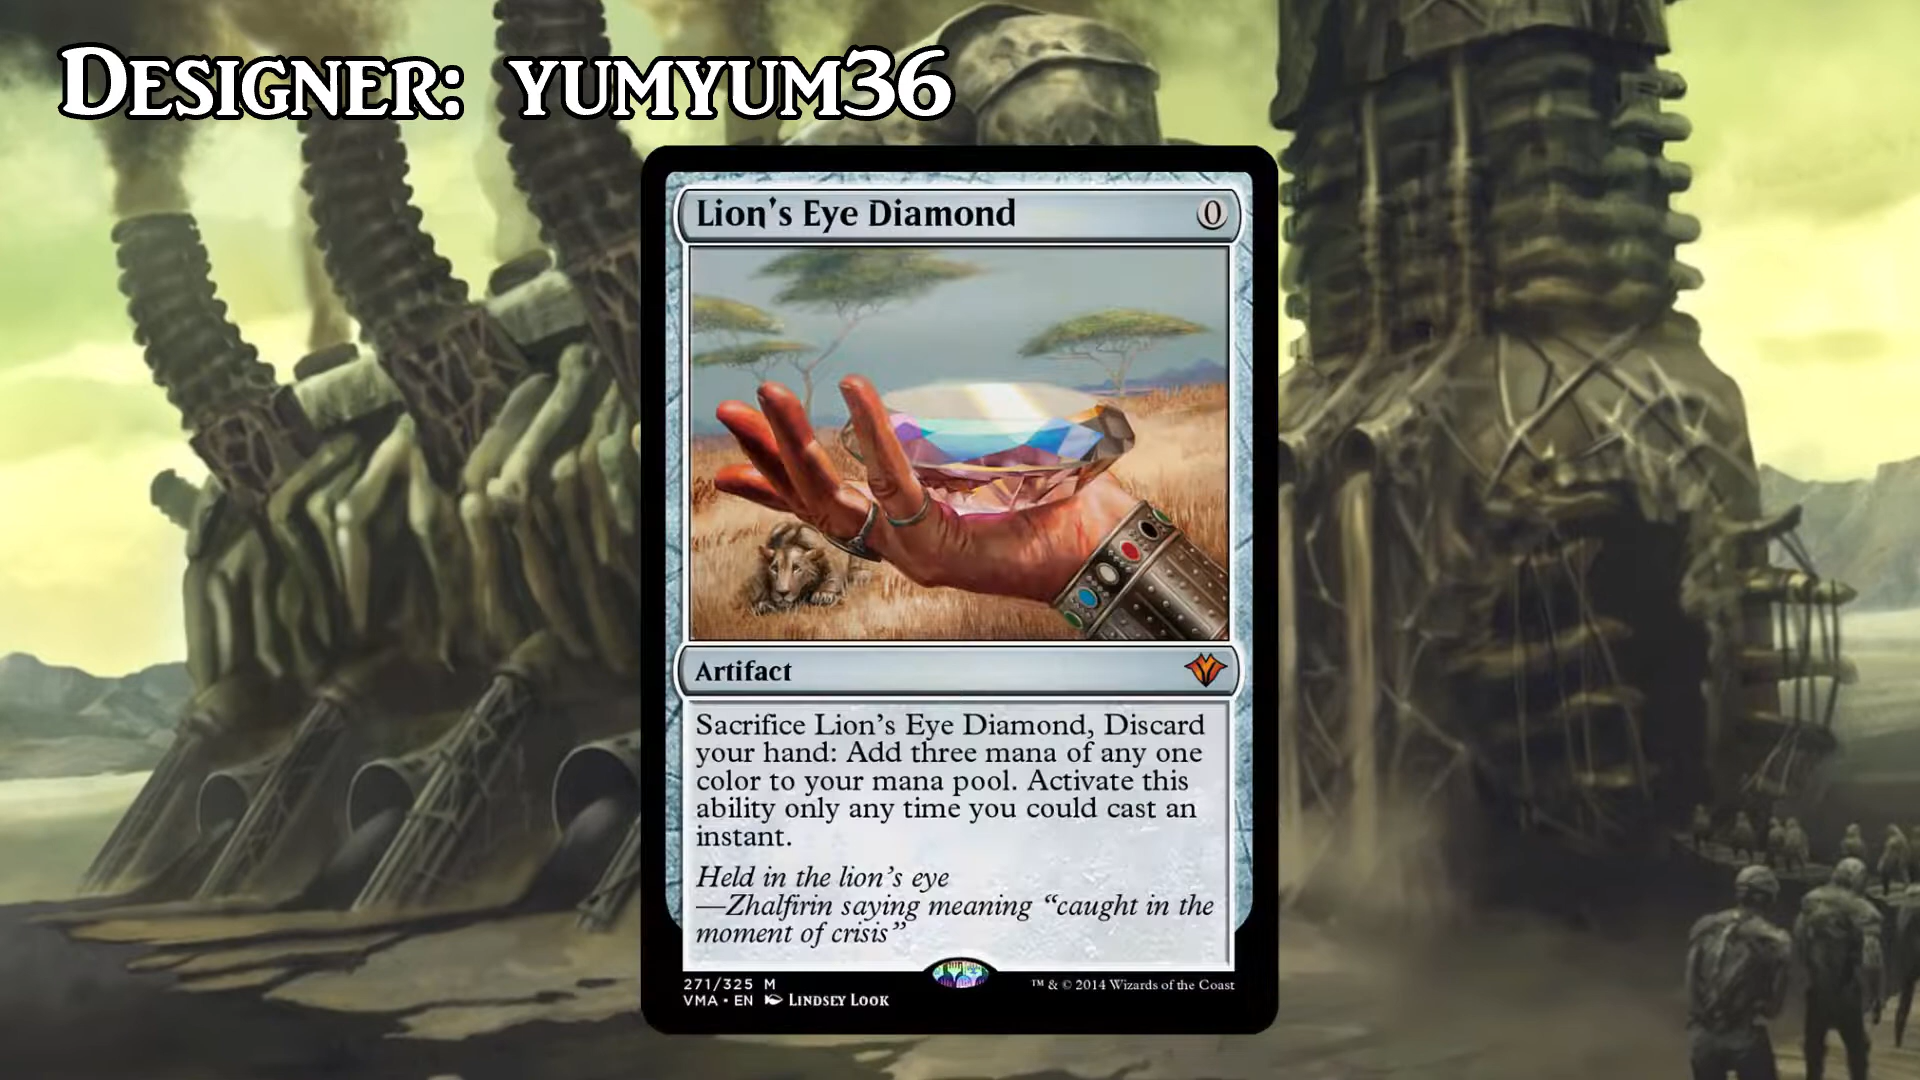 Designer: yumyum36
Lion's Eye Diamond 0
Artifact
Sacrifice Lion's Eye Diamond, Discard
your hand: Add three mana of any one
color to your mana pool. Activate this
ability only any time you could cast an
instant.
Held in the lion's eye
—Zhalfirin saying meaning “caught in the
moment of crisis”
271/325 M
VMA • EN Lindsey Look
™ & © 2014 Wizards of the Coast